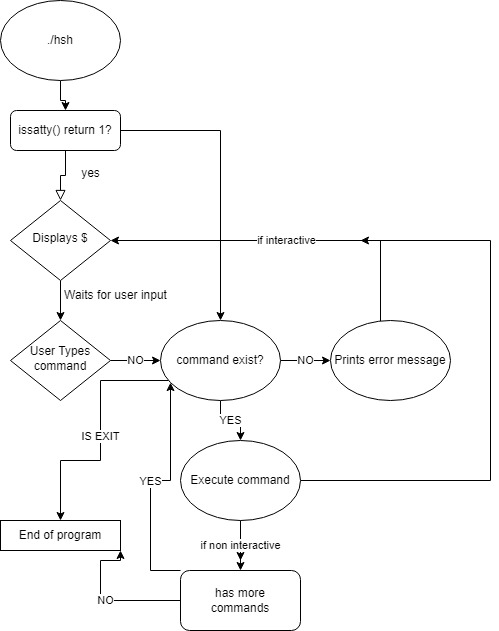 ./hsh
issatty() return 1?
yes
Displays $
if interactive
Waits for user input
User Types
command
NO
command exist?
NO
Prints error message
YES
IS EXIT
YES
Execute command
End of program
if non interactive
has more
commands
NO